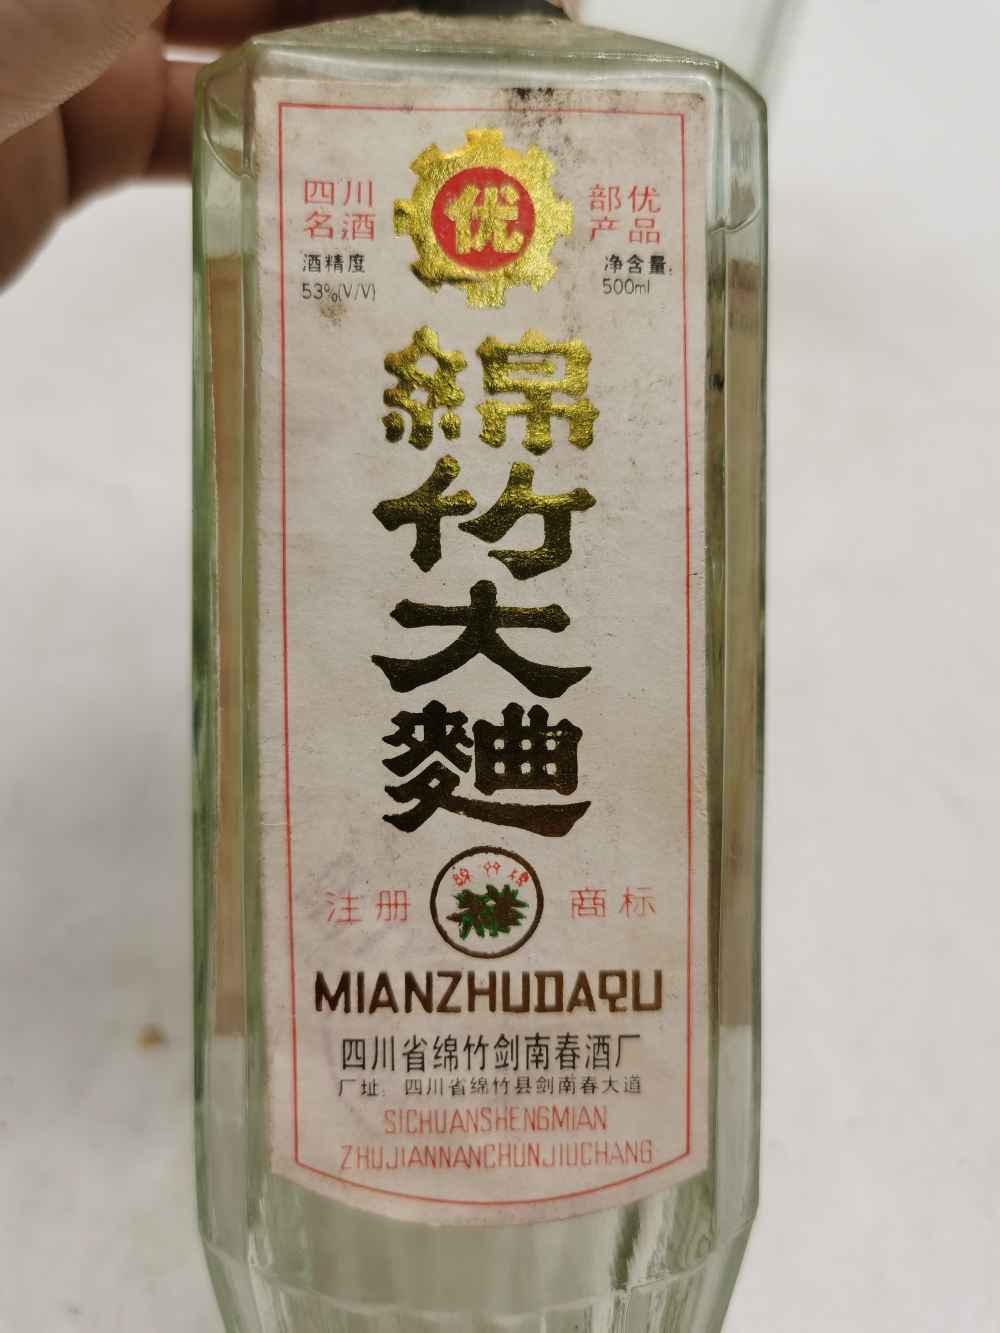 四川
名酒
优
部优
产品
酒精度
53%(V/V)
净含量:
500ml
綿竹大麯
注册
商标
MIANZHUDAQU
四川省绵竹剑南春酒厂
厂址: 四川省绵竹县剑南春大道
SICHUANSHENGMIAN
ZHUJIANNANCHUNJIUCHANG